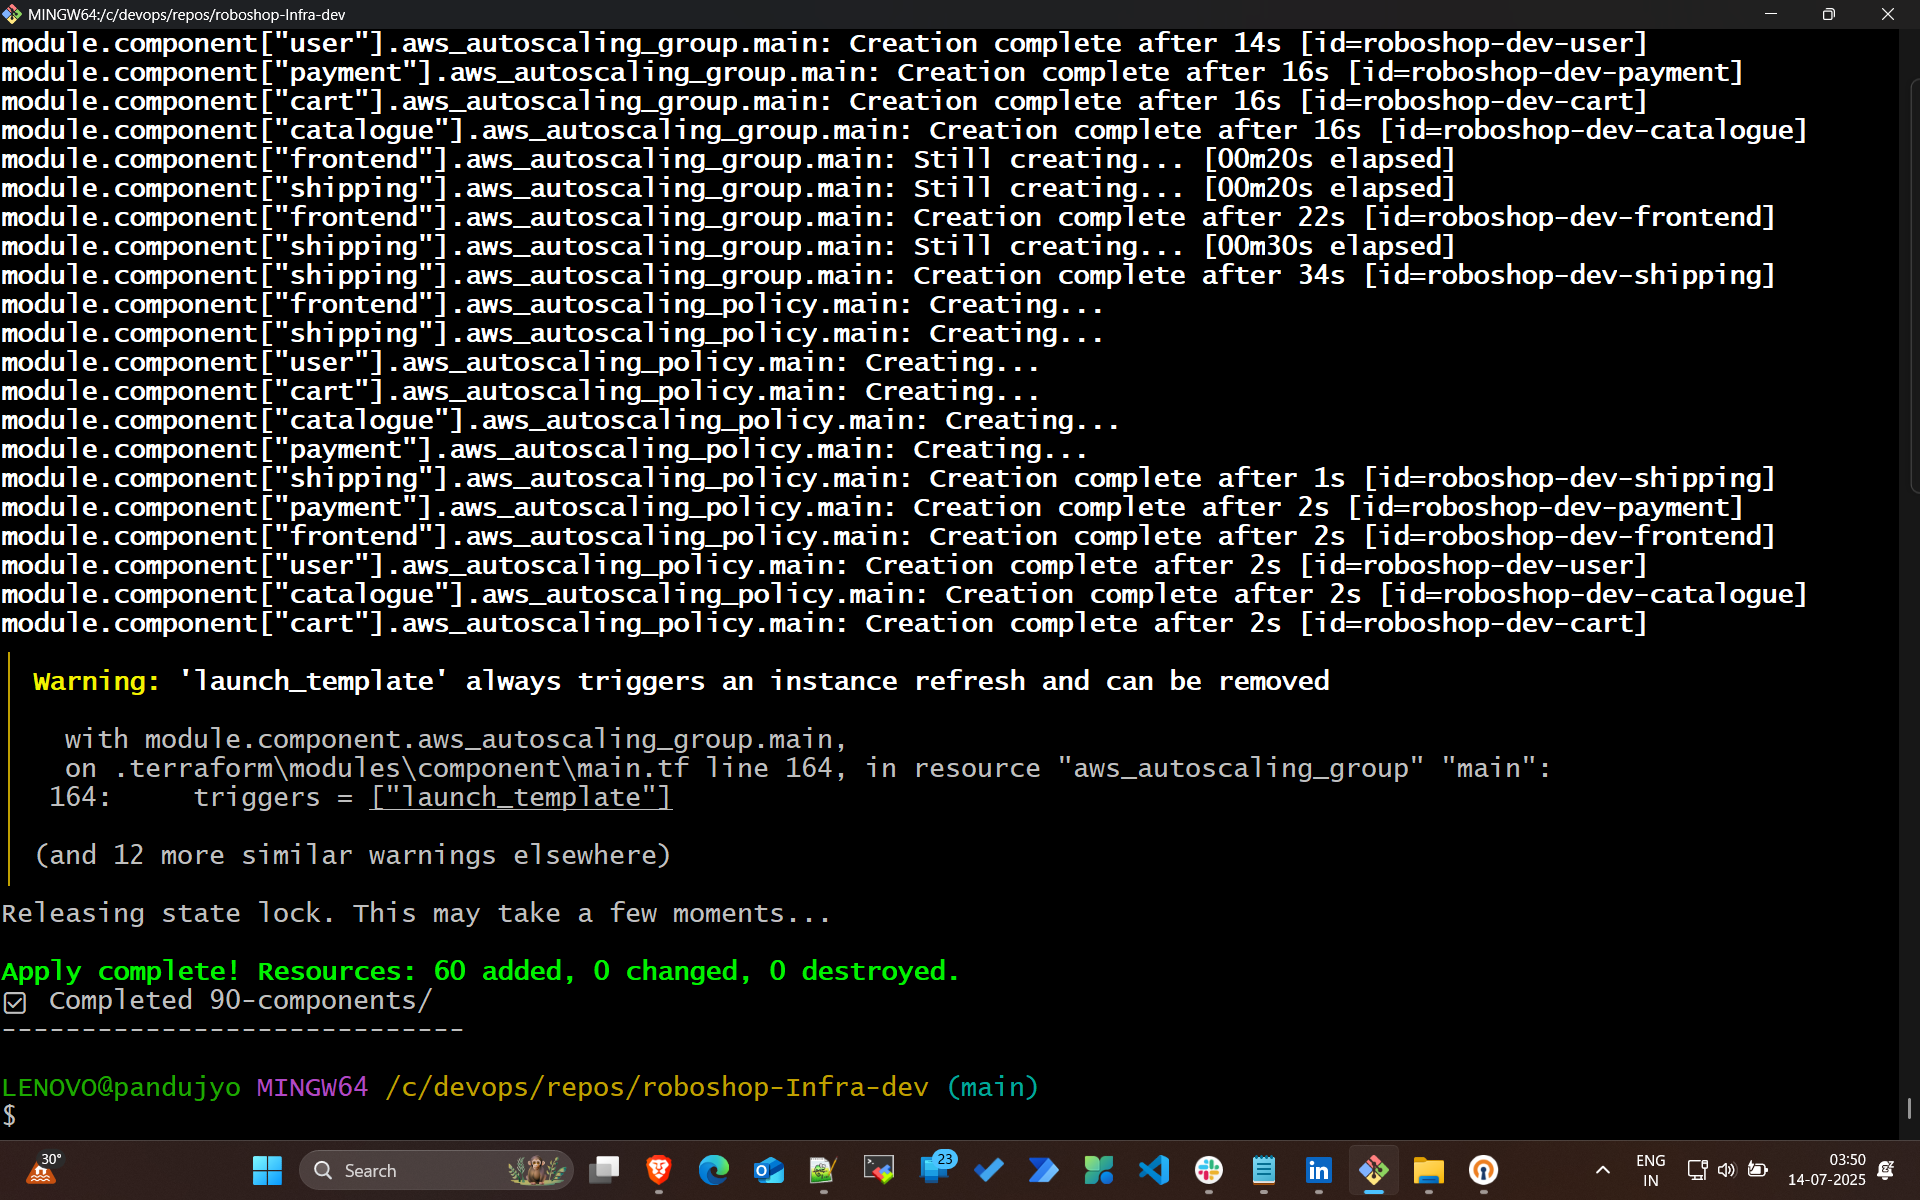 MINGW64:/c/devops/repos/roboshop-Infra-dev
module.component["user"].aws_autoscaling_group.main: Creation complete after 14s [id=roboshop-dev-user]
module.component["payment"].aws_autoscaling_group.main: Creation complete after 16s [id=roboshop-dev-payment]
module.component["cart"].aws_autoscaling_group.main: Creation complete after 16s [id=roboshop-dev-cart]
module.component["catalogue"].aws_autoscaling_group.main: Creation complete after 16s [id=roboshop-dev-catalogue]
module.component["frontend"].aws_autoscaling_group.main: Still creating... [00m20s elapsed]
module.component["shipping"].aws_autoscaling_group.main: Still creating... [00m20s elapsed]
module.component["frontend"].aws_autoscaling_group.main: Creation complete after 22s [id=roboshop-dev-frontend]
module.component["shipping"].aws_autoscaling_group.main: Still creating... [00m30s elapsed]
module.component["shipping"].aws_autoscaling_group.main: Creation complete after 34s [id=roboshop-dev-shipping]
module.component["frontend"].aws_autoscaling_policy.main: Creating...
module.component["shipping"].aws_autoscaling_policy.main: Creating...
module.component["user"].aws_autoscaling_policy.main: Creating...
module.component["cart"].aws_autoscaling_policy.main: Creating...
module.component["catalogue"].aws_autoscaling_policy.main: Creating...
module.component["payment"].aws_autoscaling_policy.main: Creating...
module.component["shipping"].aws_autoscaling_policy.main: Creation complete after 1s [id=roboshop-dev-shipping]
module.component["payment"].aws_autoscaling_policy.main: Creation complete after 2s [id=roboshop-dev-payment]
module.component["frontend"].aws_autoscaling_policy.main: Creation complete after 2s [id=roboshop-dev-frontend]
module.component["user"].aws_autoscaling_policy.main: Creation complete after 2s [id=roboshop-dev-user]
module.component["catalogue"].aws_autoscaling_policy.main: Creation complete after 2s [id=roboshop-dev-catalogue]
module.component["cart"].aws_autoscaling_policy.main: Creation complete after 2s [id=roboshop-dev-cart]
Warning: 'launch_template' always triggers an instance refresh and can be removed
with module.component.aws_autoscaling_group.main,
on .terraform\modules\component\main.tf line 164, in resource "aws_autoscaling_group" "main":
164:     triggers = ["launch_template"]
(and 12 more similar warnings elsewhere)
Releasing state lock. This may take a few moments...
Apply complete! Resources: 60 added, 0 changed, 0 destroyed.
☑ Completed 90-components/
-----------------------------
LENOVO@pandujyo MINGW64 /c/devops/repos/roboshop-Infra-dev (main)
$
30°
Search
23
ENG
IN
03:50
14-07-2025